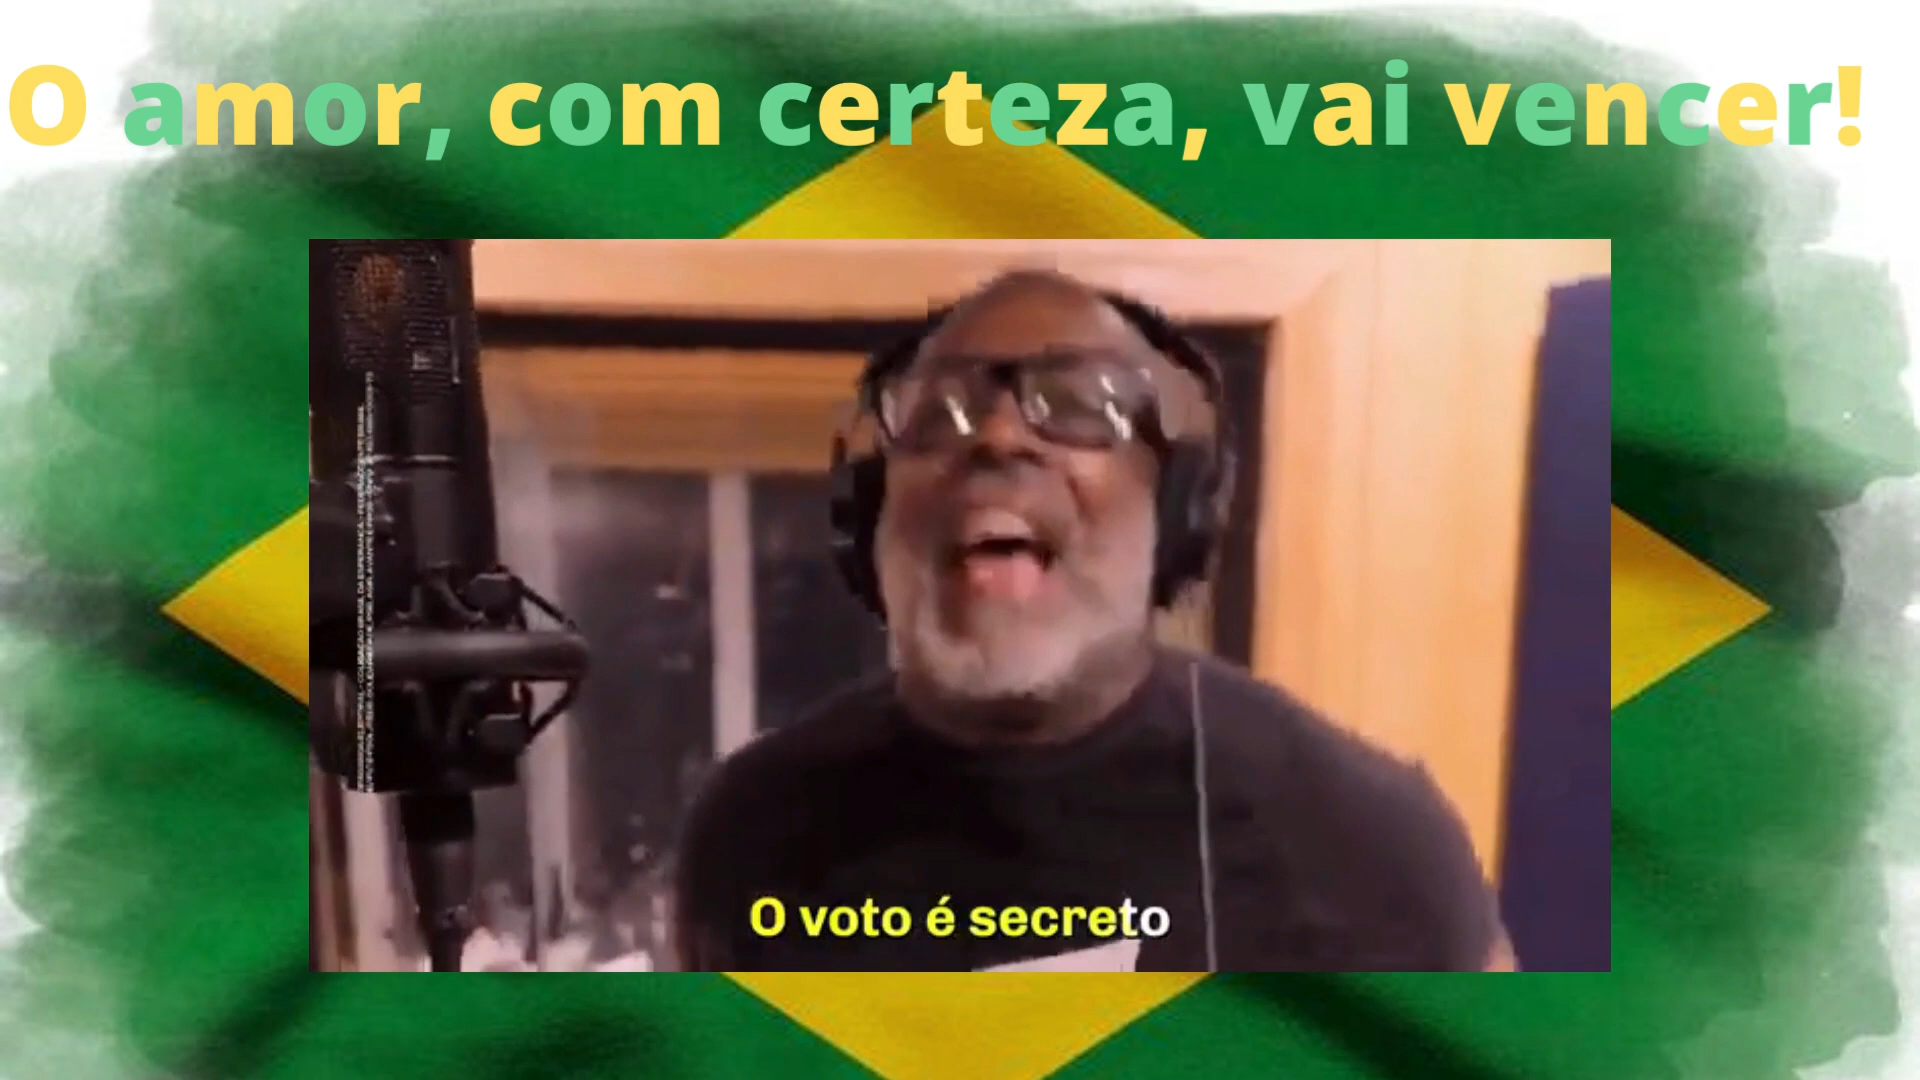 O amor, com certeza, vai vencer!
O voto é secreto